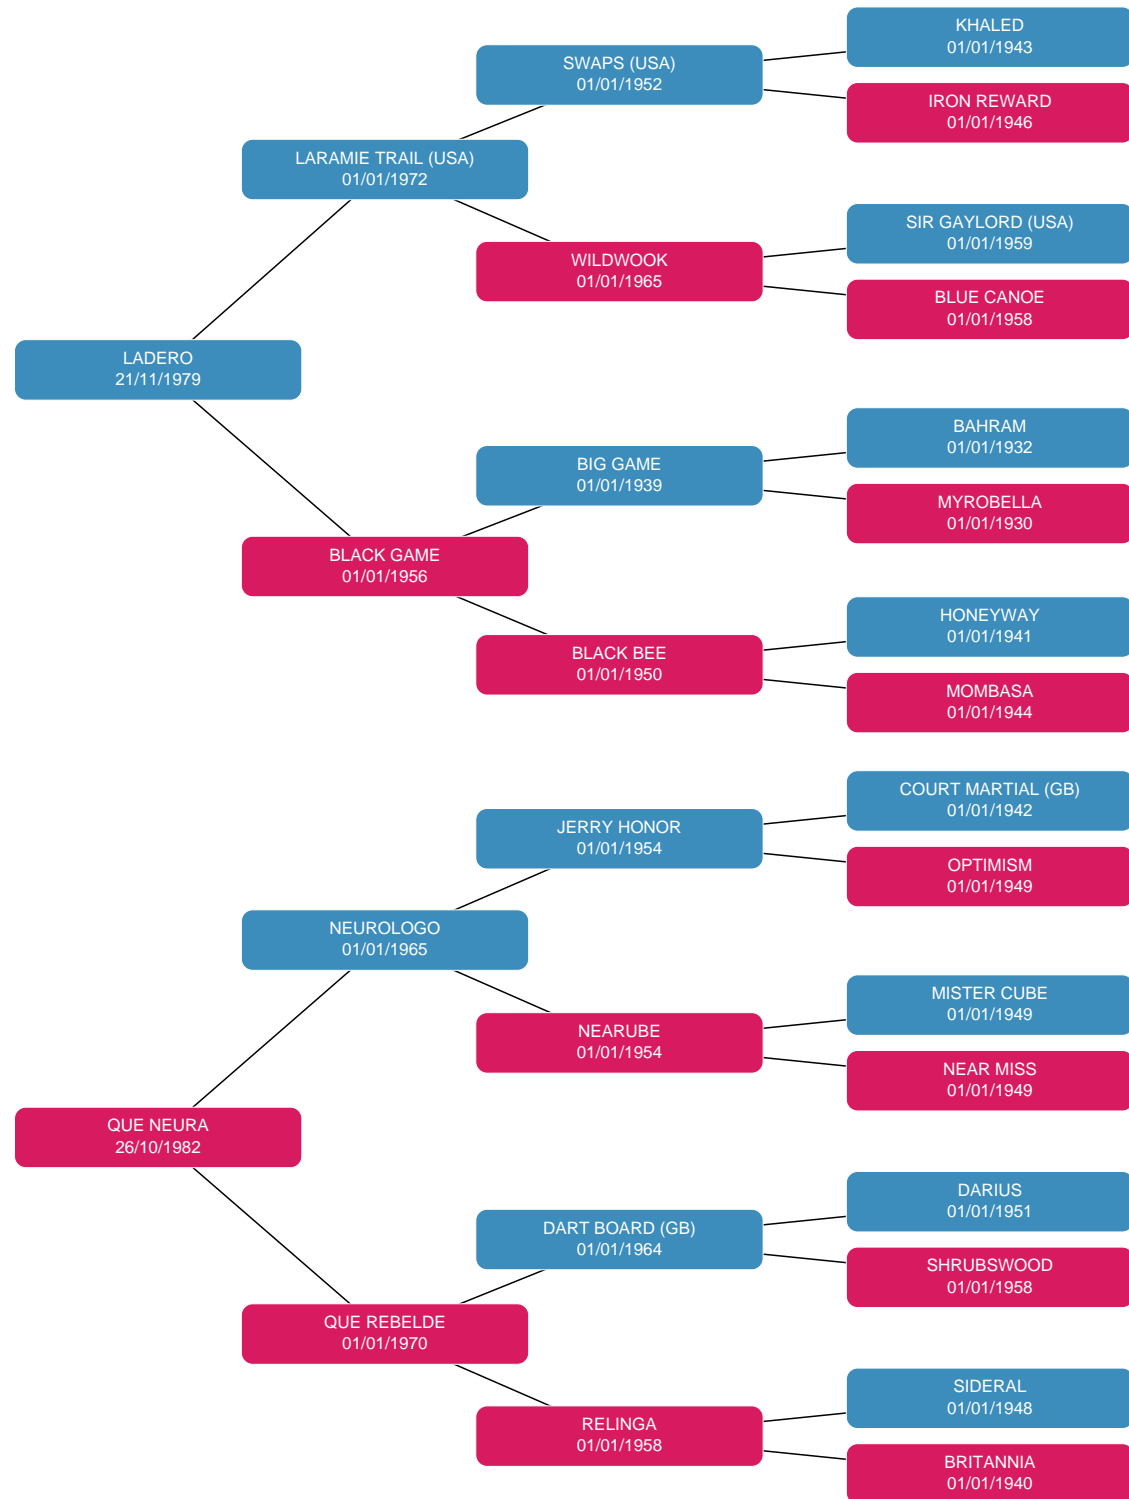 KHALED
01/01/1943
SWAPS (USA)
01/01/1952
IRON REWARD
01/01/1946
LARAMIE TRAIL (USA)
01/01/1972
SIR GAYLORD (USA)
01/01/1959
WILDWOOK
01/01/1965
BLUE CANOE
01/01/1958
LADERO
21/11/1979
BAHRAM
01/01/1932
BIG GAME
01/01/1939
MYROBELLA
01/01/1930
BLACK GAME
01/01/1956
HONEYWAY
01/01/1941
BLACK BEE
01/01/1950
MOMBASA
01/01/1944
COURT MARTIAL (GB)
01/01/1942
JERRY HONOR
01/01/1954
OPTIMISM
01/01/1949
NEUROLOGO
01/01/1965
MISTER CUBE
01/01/1949
NEARUBE
01/01/1954
NEAR MISS
01/01/1949
QUE NEURA
26/10/1982
DARIUS
01/01/1951
DART BOARD (GB)
01/01/1964
SHRUBSWOOD
01/01/1958
QUE REBELDE
01/01/1970
SIDERAL
01/01/1948
RELINGA
01/01/1958
BRITANNIA
01/01/1940